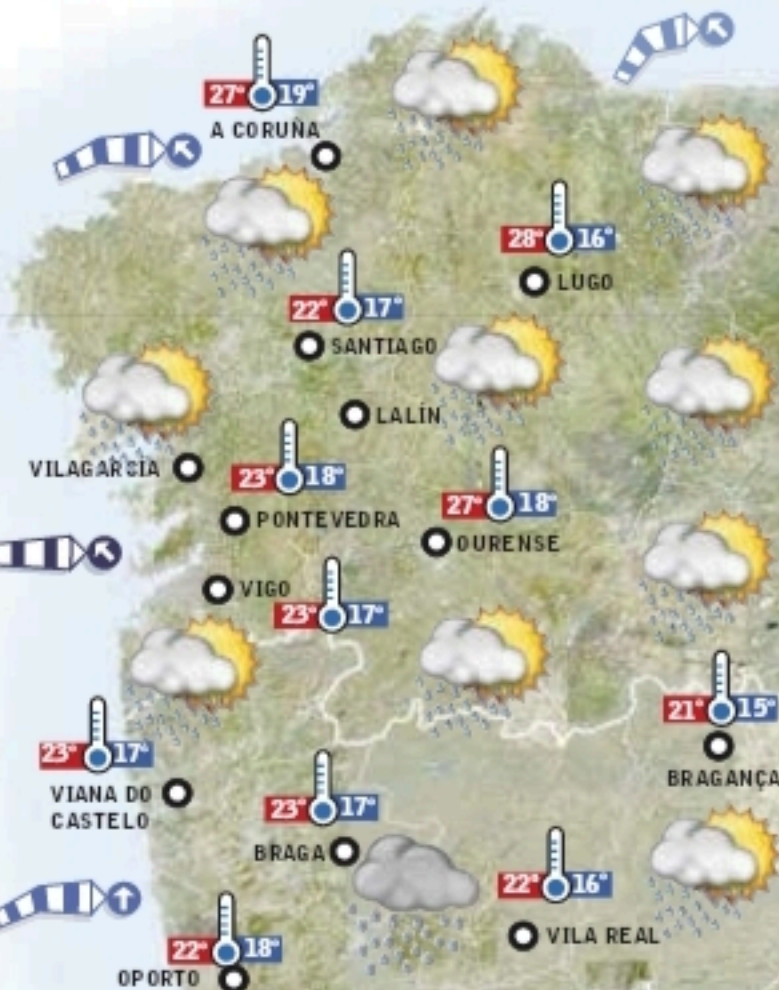 27° 19°
A CORUÑA
28° 16°
LUGO
22° 17°
SANTIAGO
LALÍN
VILAGARCÍA
23° 18°
PONTEVEDRA
27° 18°
OURENSE
VIGO
23° 17°
21° 15°
BRAGANÇA
23° 17°
VIANA DO
CASTELO
23° 17°
BRAGA
22° 16°
VILA REAL
22° 18°
OPORTO